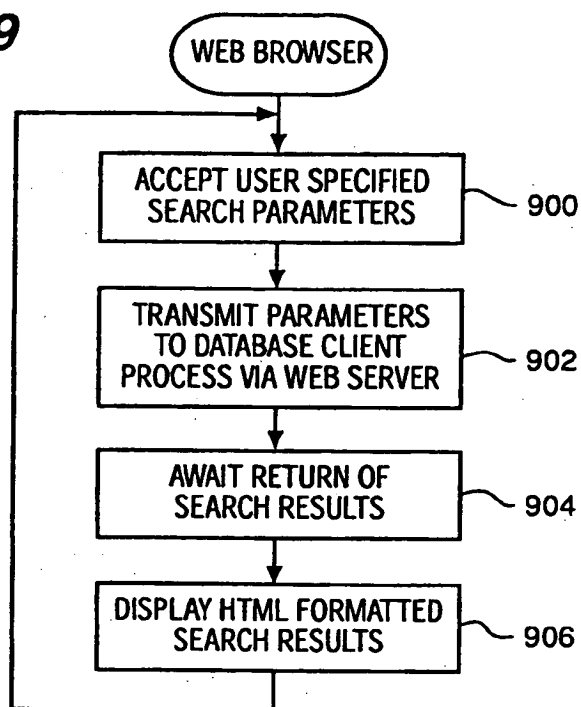 9
WEB BROWSER
ACCEPT USER SPECIFIED
SEARCH PARAMETERS
900
TRANSMIT PARAMETERS
TO DATABASE CLIENT
PROCESS VIA WEB SERVER
902
AWAIT RETURN OF
SEARCH RESULTS
904
DISPLAY HTML FORMATTED
SEARCH RESULTS
906